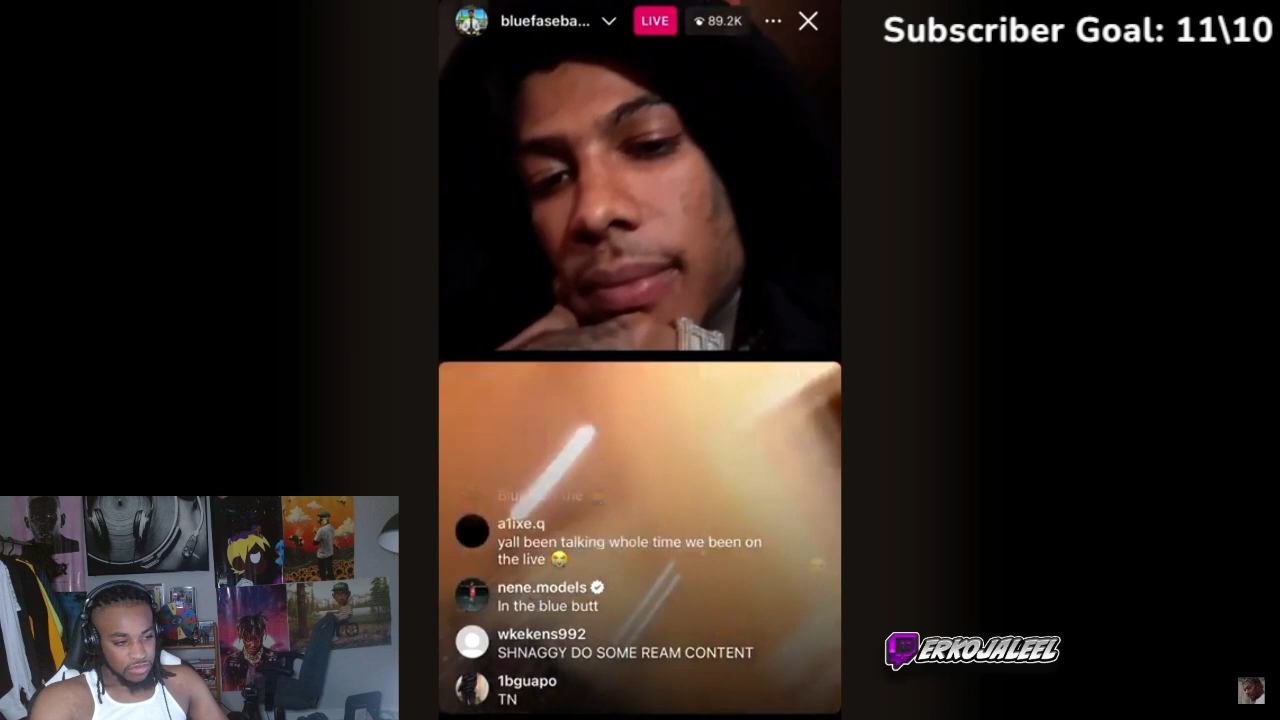 bluefaseba...
LIVE
89.2K
Subscriber Goal: 11\10
a1ixe.q
yall been talking whole time we been on
the live 😭
nene.models
In the blue butt
wkekens992
SHNAGGY DO SOME REAM CONTENT
1bguapo
TN
ERKOJALEEL